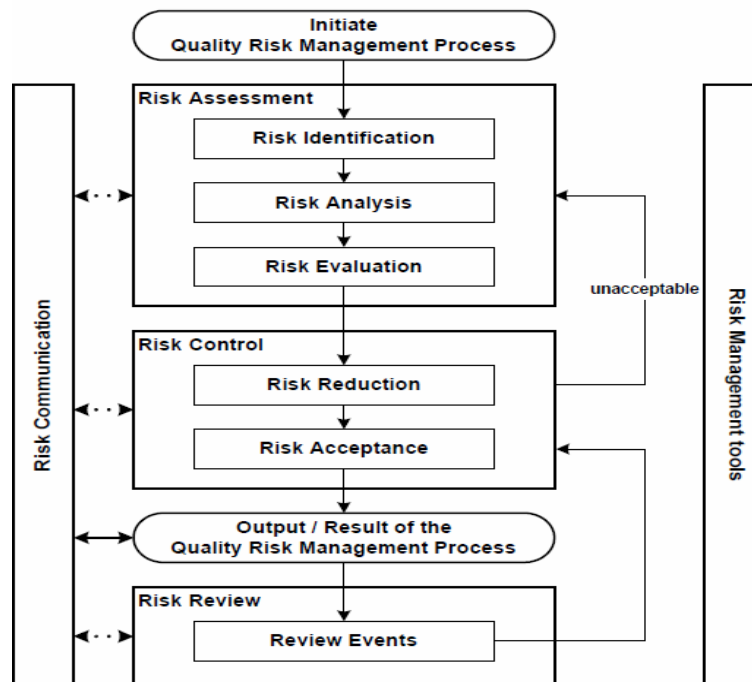 Initiate
Quality Risk Management Process
Risk Assessment
Risk Identification
Risk Analysis
Risk Evaluation
unacceptable
Risk Control
Risk Reduction
Risk Acceptance
Output / Result of the
Quality Risk Management Process
Risk Review
Review Events
Risk Communication
Risk Management tools